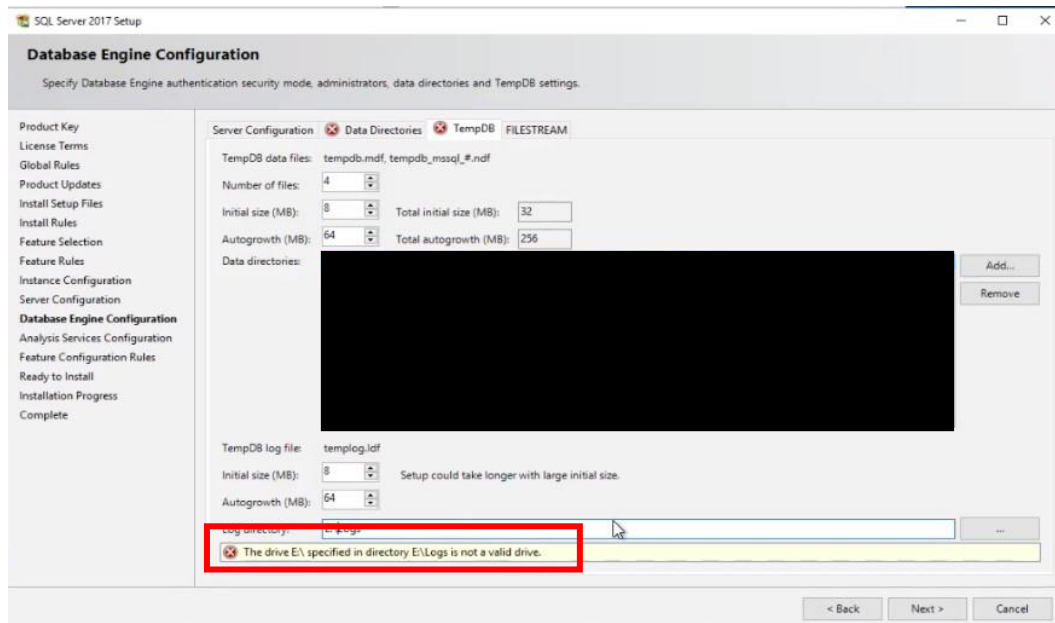 SQL Server 2017 Setup
Database Engine Configuration
Specify Database Engine authentication security mode, administrators, data directories and TempDB settings.
Product Key
License Terms
Global Rules
Product Updates
Install Setup Files
Install Rules
Feature Selection
Feature Rules
Instance Configuration
Server Configuration
Database Engine Configuration
Analysis Services Configuration
Feature Configuration Rules
Ready to Install
Installation Progress
Complete
Server Configuration Data Directories TempDB FILESTREAM
TempDB data files: tempdb.mdf, tempdb_mssql_#.ndf
Number of files: 4
Initial size (MB): 8 Total initial size (MB): 32
Autogrowth (MB): 64 Total autogrowth (MB): 256
Data directories:
Add...
Remove
TempDB log file: templog.ldf
Initial size (MB): 8 Setup could take longer with large initial size.
Autogrowth (MB): 64
Log directory: E:\Logs ...
The drive E:\ specified in directory E:\Logs is not a valid drive.
< Back Next > Cancel